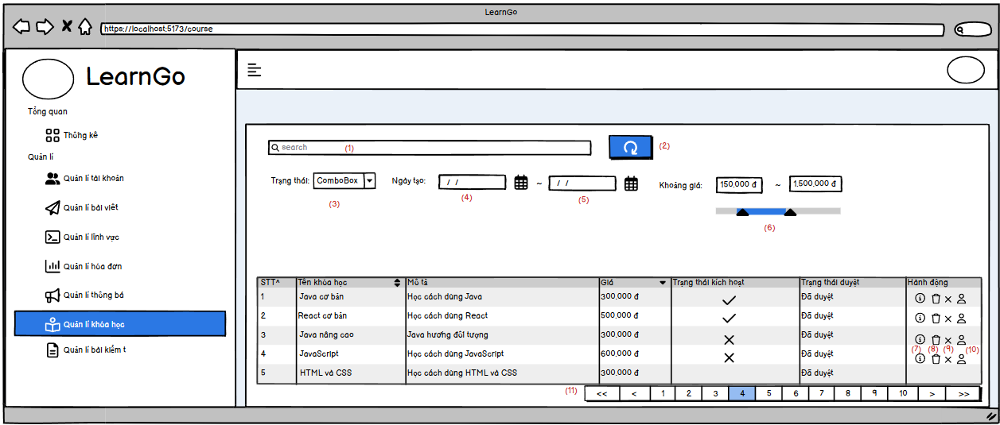 LearnGo
https://localhost:5173/course
LearnGo
Tổng quan
Thống kê
Quản lí
Quản lí tài khoản
Quản lí bài viết
Quản lí lĩnh vực
Quản lí hóa đơn
Quản lí thông bá
Quản lí khóa học
Quản lí bài kiểm t
search (1)
(2)
Trạng thái: ComboBox Ngày tạo: / / ~ / / Khoảng giá: 150,000 đ ~ 1,500,000 đ
(3) (4) (5) (6)
STT^ Tên khóa học Mô tả Giá Trạng thái kích hoạt Trạng thái duyệt Hành động
1 Java cơ bản Học cách dùng Java 300,000 đ Đã duyệt
2 React cơ bản Học cách dùng React 500,000 đ Đã duyệt
3 Java nâng cao Java hướng đối tượng 300,000 đ Đã duyệt
(7) (8) (9) (10)
4 JavaScript Học cách dùng JavaScript 600,000 đ Đã duyệt
5 HTML và CSS Học cách dùng HTML và CSS 300,000 đ Đã duyệt
(11) << < 1 2 3 4 5 6 7 8 9 10 > >>